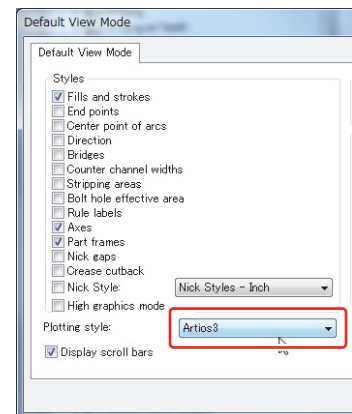 Default View Mode
Default View Mode
Styles
Fills and strokes
End points
Center point of arcs
Direction
Bridges
Counter channel widths
Stripping areas
Bolt hole effective area
Rule labels
Axes
Part frames
Nick gaps
Crease cutback
Nick Style: Nick Styles - Inch
High graphics mode
Plotting style: Artios3
Display scroll bars